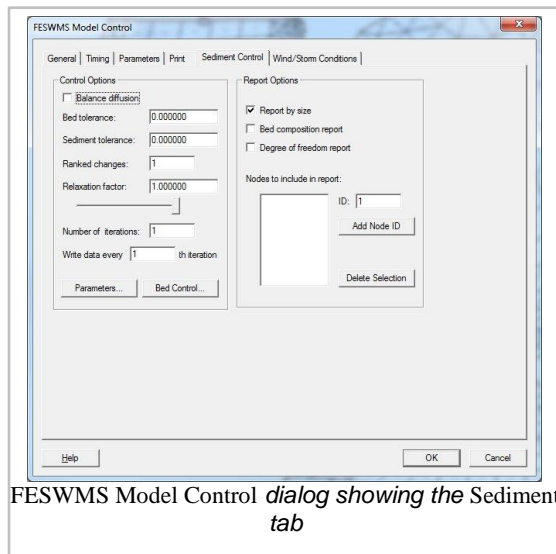 FESWMS Model Control
General Timing Parameters Print Sediment Control Wind/Storm Conditions
Control Options
Balance diffusion
Bed tolerance: 0.000000
Sediment tolerance: 0.000000
Ranked changes: 1
Relaxation factor: 1.000000
Number of iterations: 1
Write data every 1 th iteration
Parameters... Bed Control...
Report Options
Report by size
Bed composition report
Degree of freedom report
Nodes to include in report:
ID: 1
Add Node ID
Delete Selection
Help OK Cancel
FESWMS Model Control dialog showing the Sediment
tab